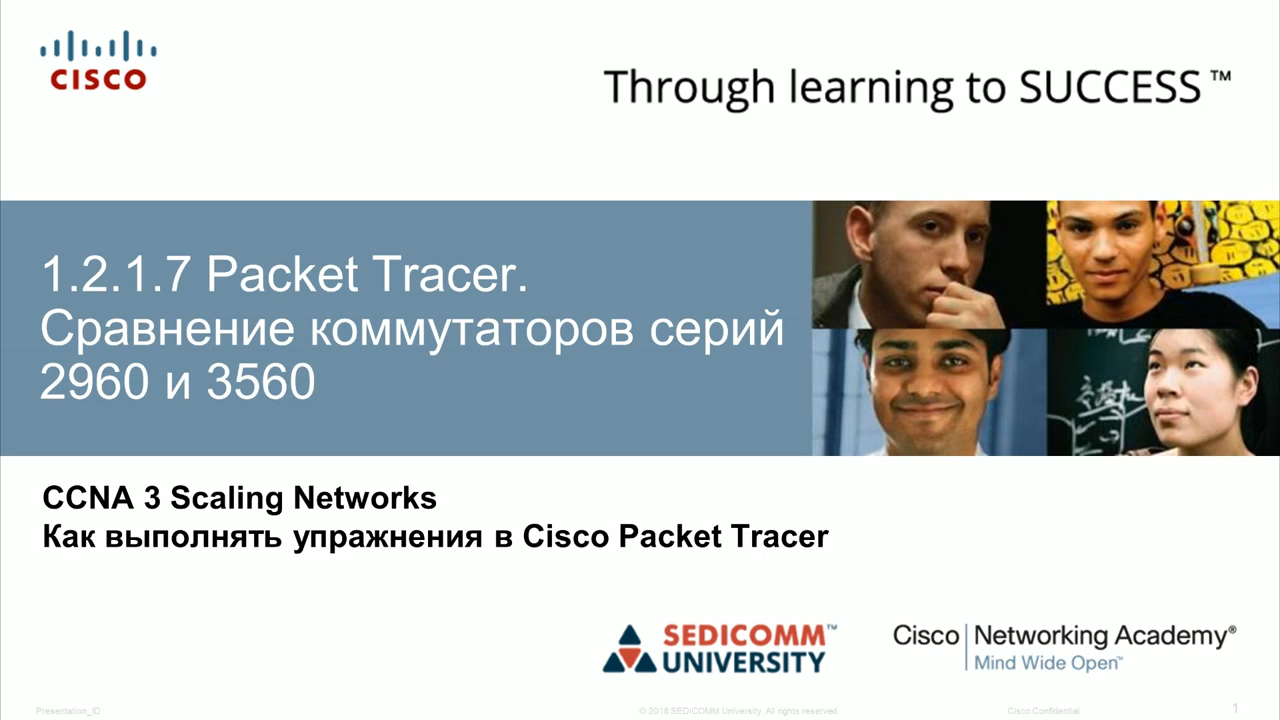 CISCO
Through learning to SUCCESS™
1.2.1.7 Packet Tracer.
Сравнение коммутаторов серий
2960 и 3560
CCNA 3 Scaling Networks
Как выполнять упражнения в Cisco Packet Tracer
SEDICOMM™
UNIVERSITY
Cisco Networking Academy®
Mind Wide Open™
Presentation_ID
© 2018 SEDICOMM University. All rights reserved.
Cisco Confidential
1